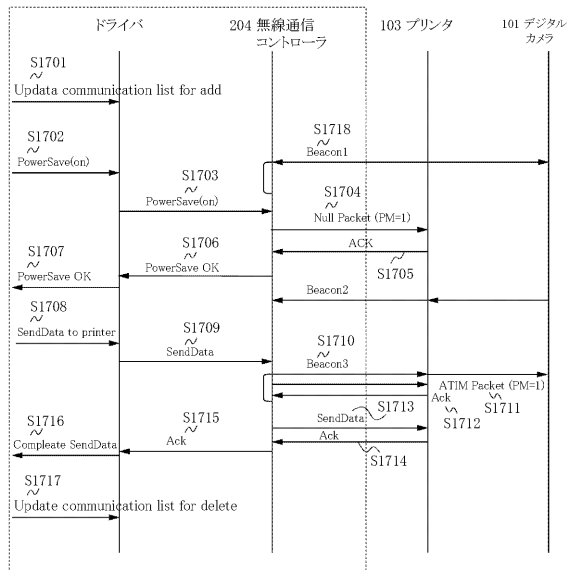 ドライバ
204 無線通信
コントローラ
103 プリンタ
101 デジタル
カメラ
S1701
Updata communication list for add
S1702
PowerSave(on)
S1718
Beacon1
S1703
PowerSave(on)
S1704
Null Packet (PM=1)
ACK
S1705
S1706
PowerSave OK
S1707
PowerSave OK
Beacon2
S1708
SendData to printer
S1709
SendData
S1710
Beacon3
ATIM Packet (PM=1)
S1711
Ack
S1712
S1713
SendData
Ack
S1714
S1715
Ack
S1716
Compleate SendData
S1717
Update communication list for delete